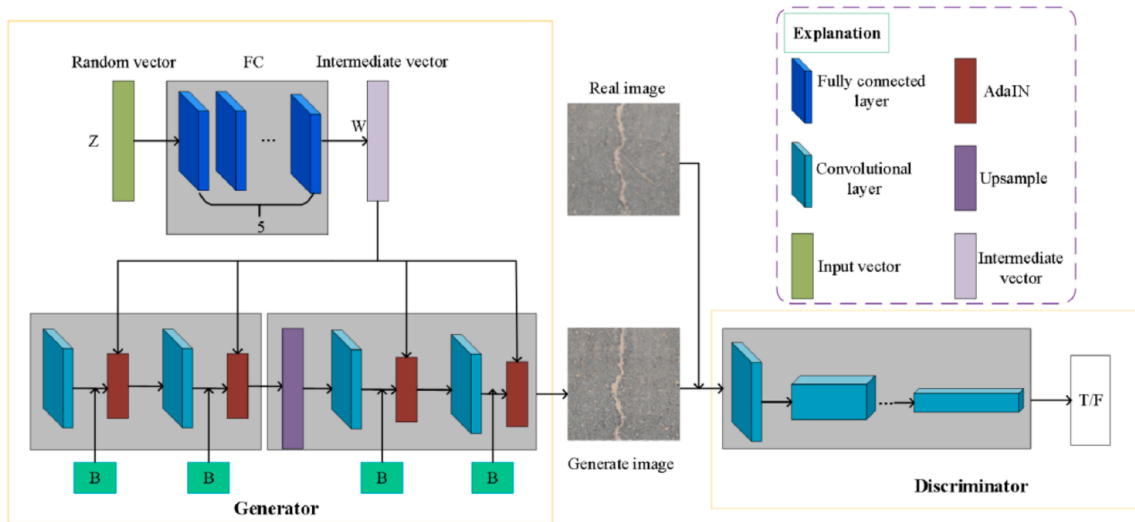 Random vector
FC
Intermediate vector
Z
...
W
5
B
B
B
B
Generator
Real image
Generate image
Explanation
Fully connected
layer
AdaIN
Convolutional
layer
Upsample
Input vector
Intermediate
vector
...
T/F
Discriminator